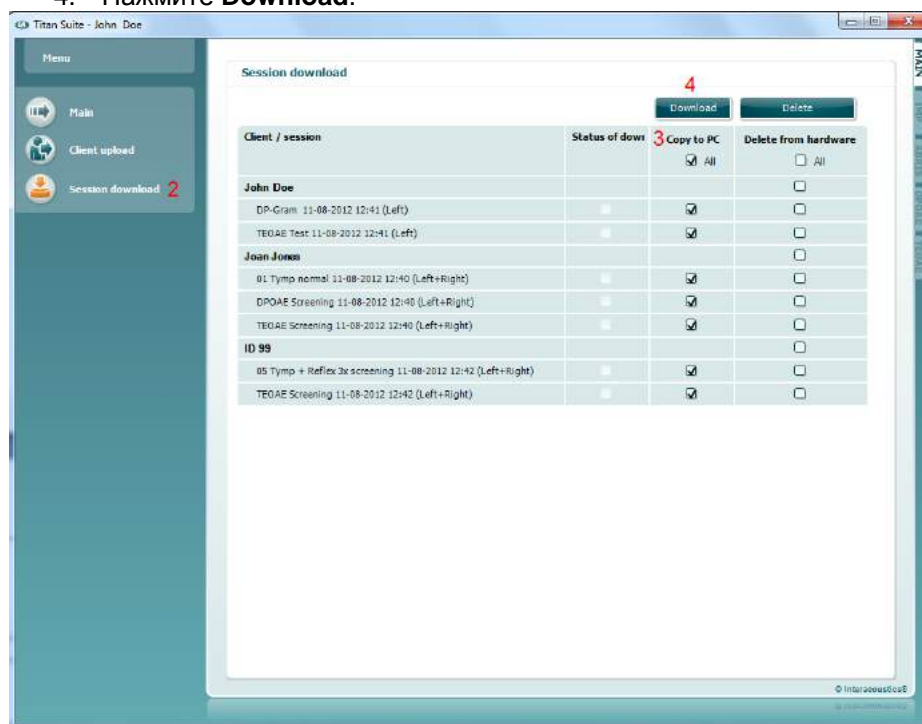 4. Нажмите Download.
Titan Suite - John Doe
Menu
MAIN
Session download
4
Main
Download
Delete
Client / session
Status of down
3 Copy to PC
Delete from hardware
Client upload
All
All
Session download 2
John Doe
DP-Gram 11-08-2012 12:41 (Left)
TEOAE Test 11-08-2012 12:41 (Left)
Joan Jones
01 Tymp normal 11-08-2012 12:40 (Left+Right)
DPOAE Screening 11-08-2012 12:40 (Left+Right)
TEOAE Screening 11-08-2012 12:40 (Left+Right)
ID 99
05 Tymp + Reflex 3x screening 11-08-2012 12:42 (Left+Right)
TEOAE Screening 11-08-2012 12:42 (Left+Right)
© Interacoustics®